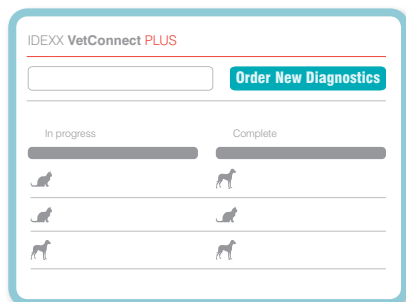 IDEXX VetConnect PLUS
Order New Diagnostics
In progress
Complete